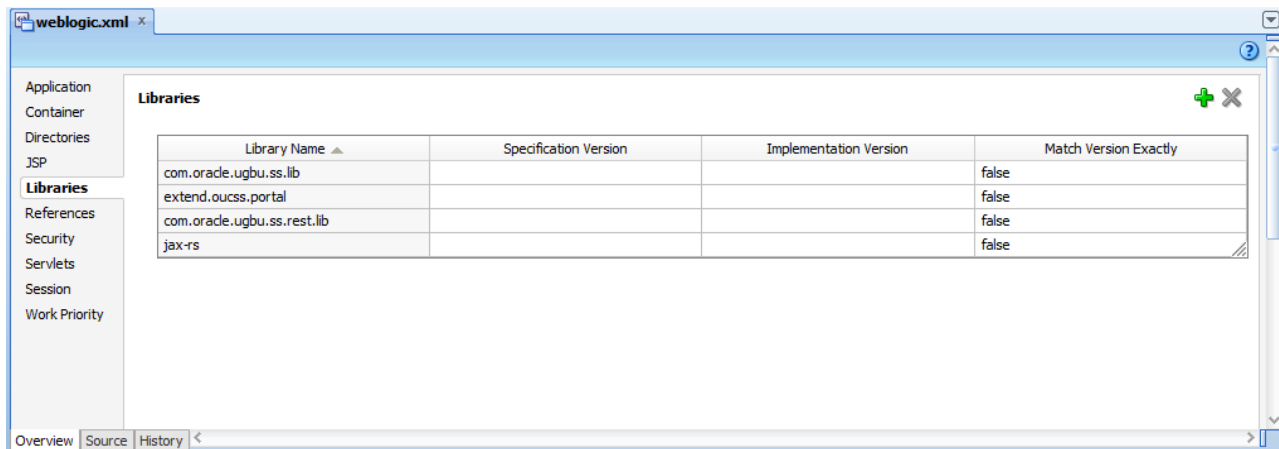 weblogic.xml x
?
Application
Container
Directories
JSP
Libraries
References
Security
Servlets
Session
Work Priority
Libraries
Library Name Specification Version Implementation Version Match Version Exactly
com.oracle.ugbu.ss.lib false
extend.oucss.portal false
com.oracle.ugbu.ss.rest.lib false
jax-rs false
Overview Source History